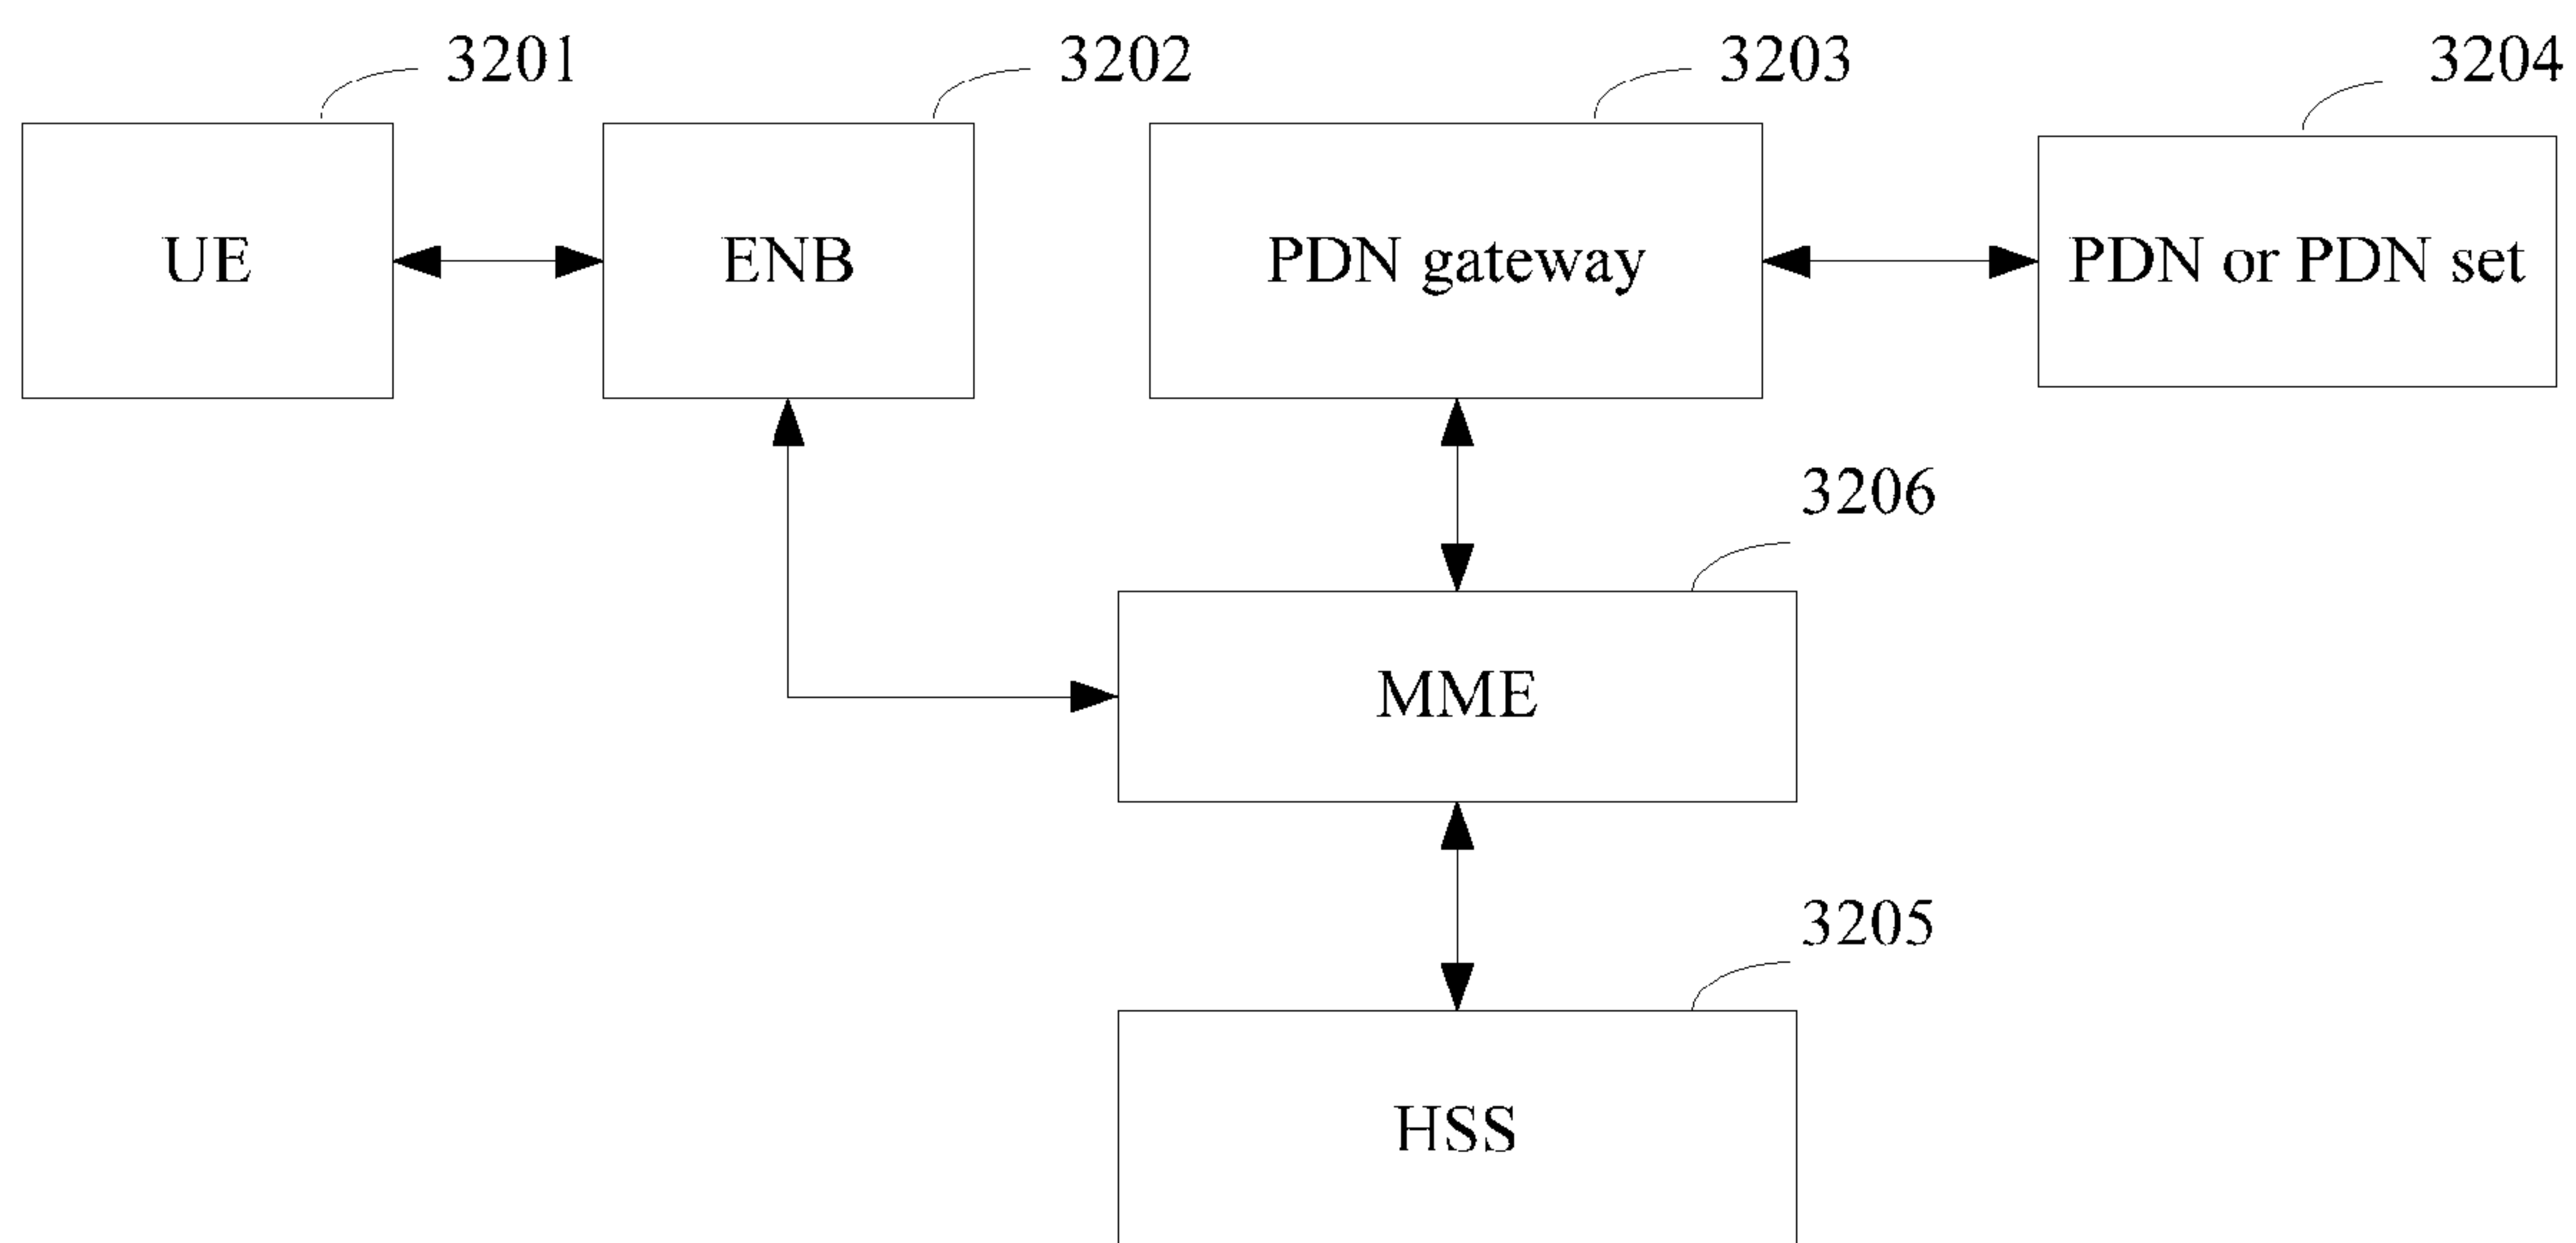 3201
3202
3203
3204
UE
ENB
PDN gateway
PDN or PDN set
3206
MME
3205
HSS